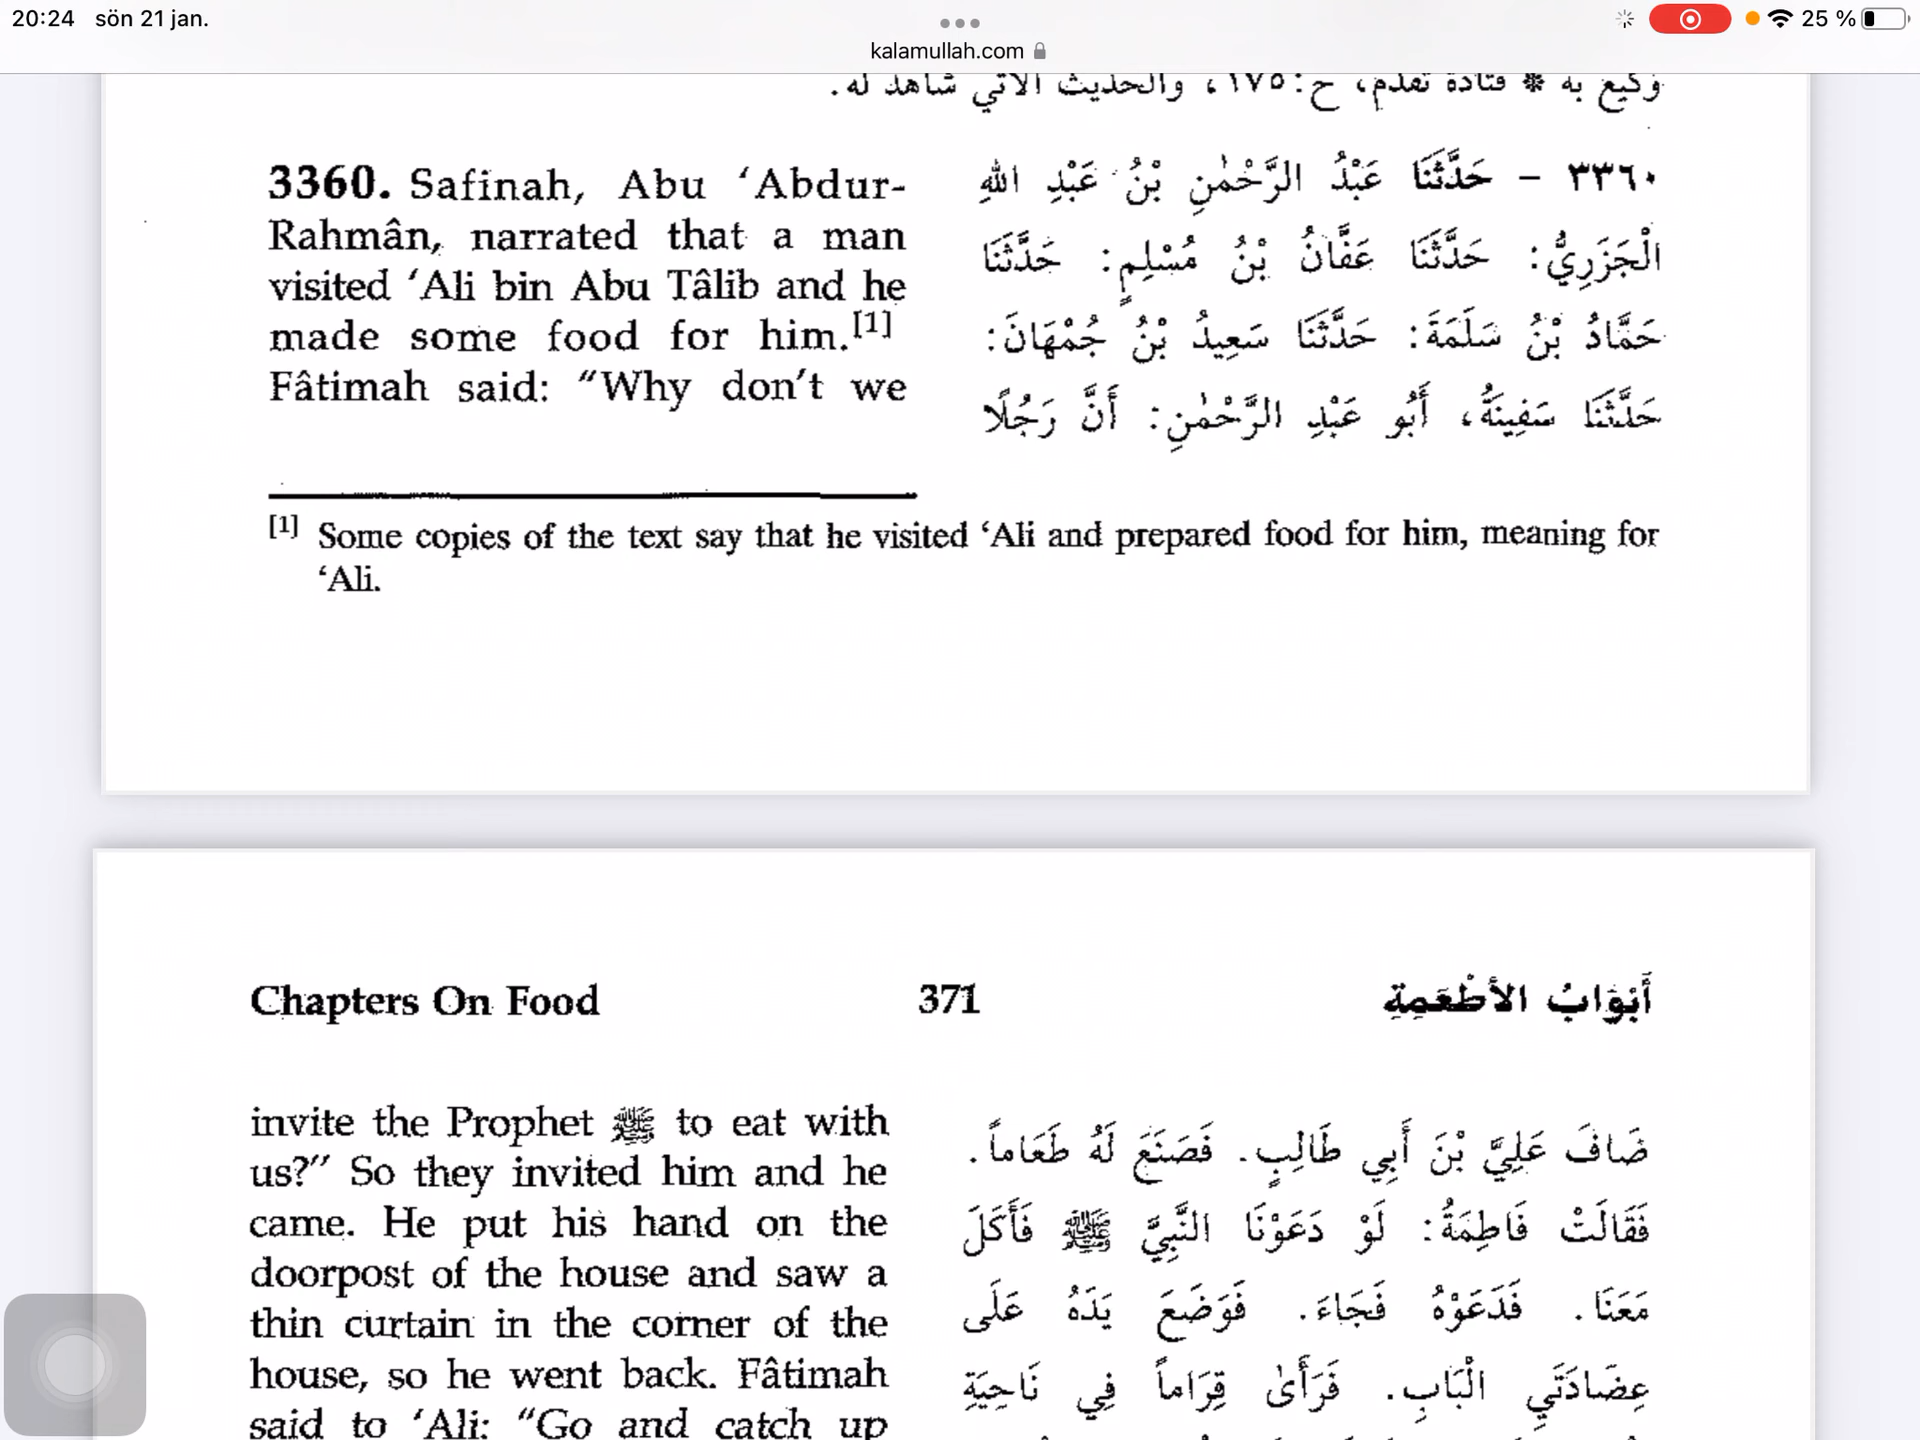 20:24 sön 21 jan.
25 %
kalamullah.com
وكيع به * قتادة تقدم، ح:١٧٥، والحديث الآتي شاهد له.
3360. Safinah, Abu ‘Abdur-
Rahmân, narrated that a man
visited ‘Ali bin Abu Tâlib and he
made some food for him.[1]
Fâtimah said: “Why don’t we
٣٣٦٠ – حَدَّثَنَا عَبْدُ الرَّحْمٰنِ بْنُ عَبْدِ اللهِ
الْجَزَرِيُّ: حَدَّثَنَا عَفَّانُ بْنُ مُسْلِمٍ: حَدَّثَنَا
حَمَّادُ بْنُ سَلَمَةَ: حَدَّثَنَا سَعِيدُ بْنُ جُمْهَانَ:
حَدَّثَنَا سَفِينَةُ، أَبُو عَبْدِ الرَّحْمٰنِ: أَنَّ رَجُلًا
[1] Some copies of the text say that he visited ‘Ali and prepared food for him, meaning for
‘Ali.
Chapters On Food 371 أَبْوَابُ الأَطْعَمِةِ
invite the Prophet ﷺ to eat with
us?” So they invited him and he
came. He put his hand on the
doorpost of the house and saw a
thin curtain in the corner of the
house, so he went back. Fâtimah
said to ‘Ali: “Go and catch up
ضَافَ عَلِيَّ بْنَ أَبِي طَالِبٍ. فَصَنَعَ لَهُ طَعَاماً.
فَقَالَتْ فَاطِمَةُ: لَوْ دَعَوْنَا النَّبِيَّ ﷺ فَأَكَلَ
مَعَنَا. فَدَعَوْهُ فَجَاءَ. فَوَضَعَ يَدَهُ عَلَى
عِضَادَتَيِ الْبَابِ. فَرَأَىٰ قِرَاماً فِي نَاحِيَةِ